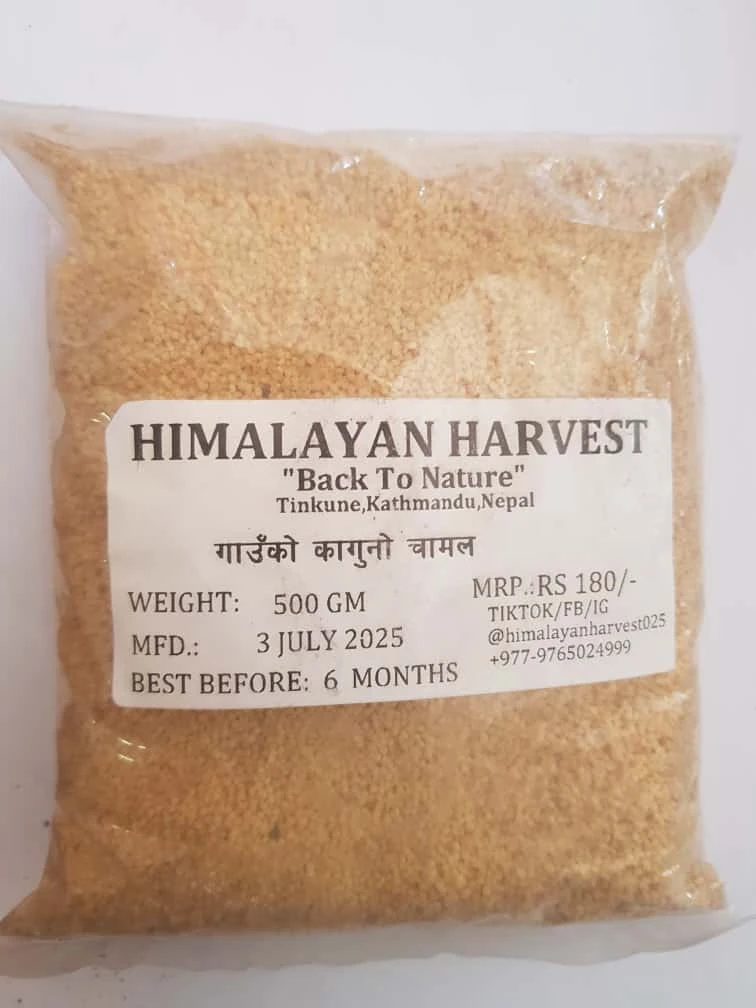 HIMALAYAN HARVEST
"Back To Nature"
Tinkune,Kathmandu,Nepal
गाउँको कागुनो चामल
WEIGHT: 500 GM
MFD.: 3 JULY 2025
BEST BEFORE: 6 MONTHS
MRP.:RS 180/-
TIKTOK/FB/IG
@himalayanharvest025
+977-9765024999